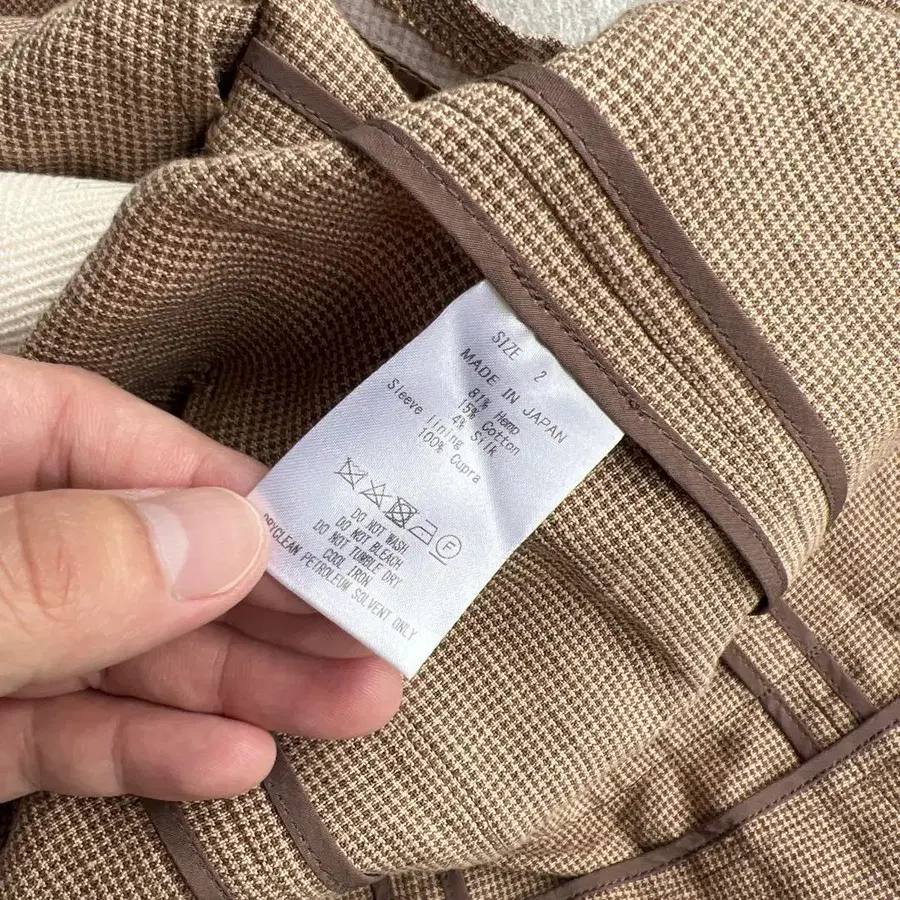 SIZE 2
MADE IN JAPAN
81% Hemp
15% Cotton
4% Silk
Sleeve lining
100% Cupra
F
DO NOT WASH
DO NOT BLEACH
DO NOT TUMBLE DRY
COOL IRON
DRYCLEAN PETROLEUM SOLVENT ONLY